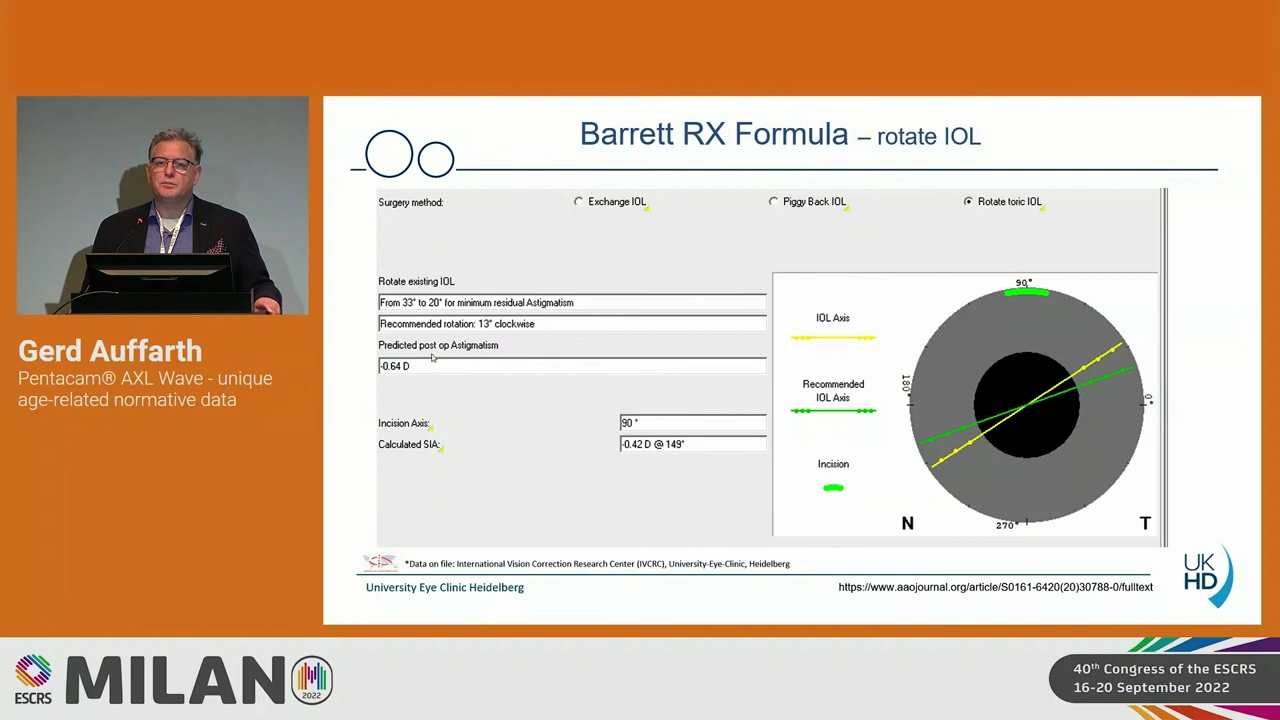 Barrett RX Formula – rotate IOL
Surgery method:
Exchange IOL
Piggy Back IOL
Rotate toric IOL
Rotate existing IOL
From 33° to 20° for minimum residual Astigmatism
Recommended rotation: 13° clockwise
Predicted post op Astigmatism
-0.64 D
Incision Axis:
90 °
Calculated SIA:
-0.42 D @ 149°
IOL Axis
Recommended
IOL Axis
Incision
90°
180°
0°
270°
N
T
*Data on file: International Vision Correction Research Center (IVCRC), University-Eye-Clinic, Heidelberg
University Eye Clinic Heidelberg
https://www.aaojournal.org/article/S0161-6420(20)30788-0/fulltext
UK
HD
Gerd Auffarth
Pentacam® AXL Wave - unique
age-related normative data
ESCRS
MILANO
2022
40th Congress of the ESCRS
16-20 September 2022